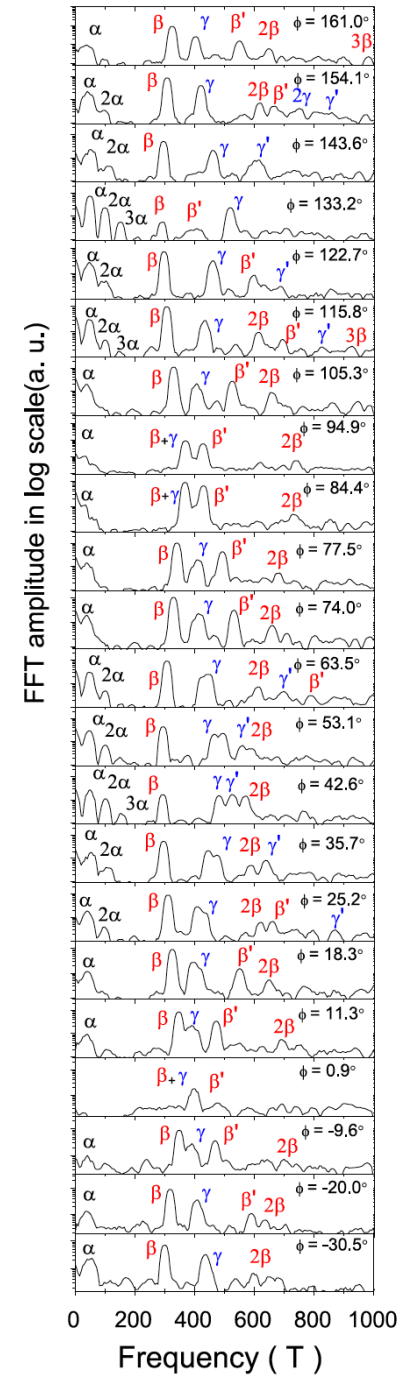 α β γ β' 2β 3β ϕ = 161.0°
α 2α β γ 2β β' 2γ γ' ϕ = 154.1°
α 2α β γ γ' ϕ = 143.6°
α 2α 3α β β' γ ϕ = 133.2°
α 2α β γ β' γ' ϕ = 122.7°
α 2α 3α β γ 2β β' γ' 3β ϕ = 115.8°
α β γ β' 2β ϕ = 105.3°
α β+γ β' 2β ϕ = 94.9°
α β+γ β' 2β ϕ = 84.4°
α β γ β' 2β ϕ = 77.5°
α β γ β' 2β ϕ = 74.0°
α 2α β γ 2β γ' β' ϕ = 63.5°
α 2α β γ γ' 2β ϕ = 53.1°
α 2α 3α β γ γ' 2β ϕ = 42.6°
α 2α β γ 2β γ' ϕ = 35.7°
α 2α β γ 2β β' γ' ϕ = 25.2°
α β γ β' 2β ϕ = 18.3°
α β γ β' 2β ϕ = 11.3°
β+γ β' ϕ = 0.9°
α β γ β' 2β ϕ = -9.6°
α β γ β' 2β ϕ = -20.0°
α β γ 2β ϕ = -30.5°
FFT amplitude in log scale(a. u.)
0 200 400 600 800 1000
Frequency ( T )